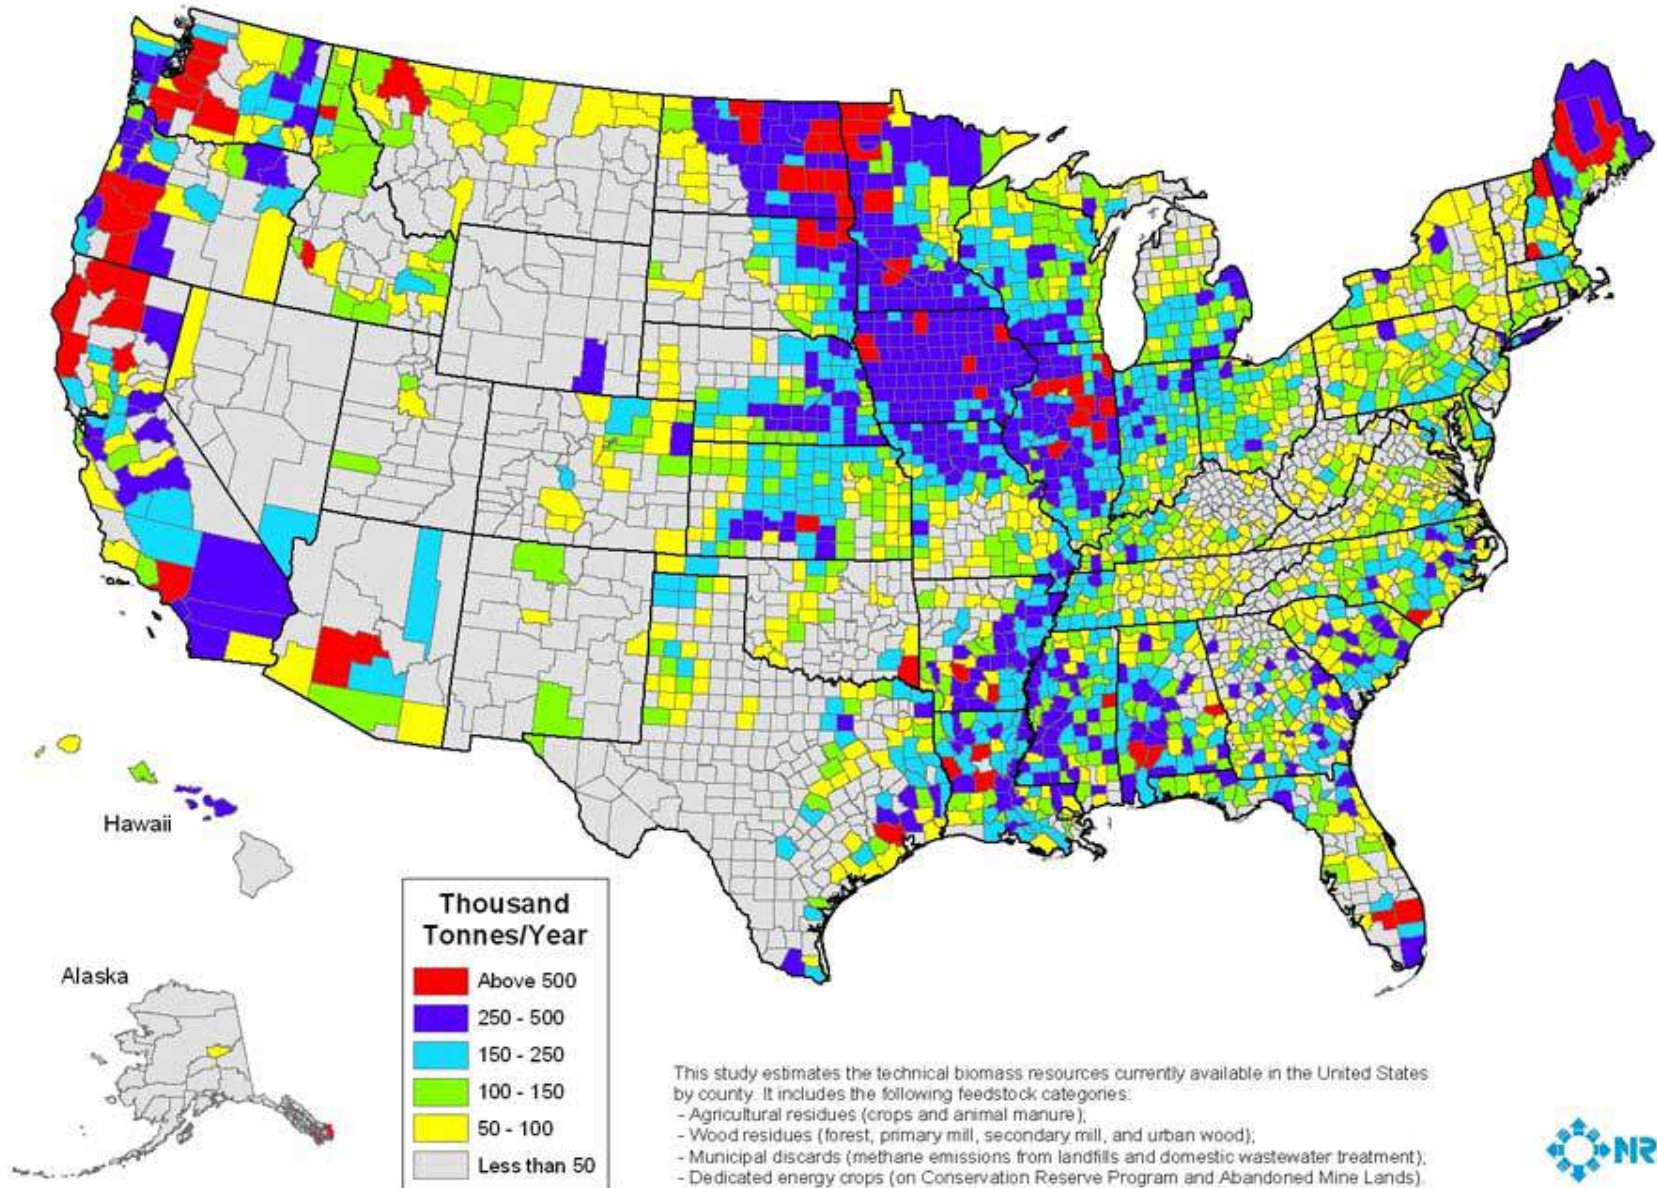 Hawaii
Alaska
Thousand
Tonnes/Year
Above 500
250 - 500
150 - 250
100 - 150
50 - 100
Less than 50
This study estimates the technical biomass resources currently available in the United States
by county. It includes the following feedstock categories:
- Agricultural residues (crops and animal manure);
- Wood residues (forest, primary mill, secondary mill, and urban wood);
- Municipal discards (methane emissions from landfills and domestic wastewater treatment);
- Dedicated energy crops (on Conservation Reserve Program and Abandoned Mine Lands).
NR